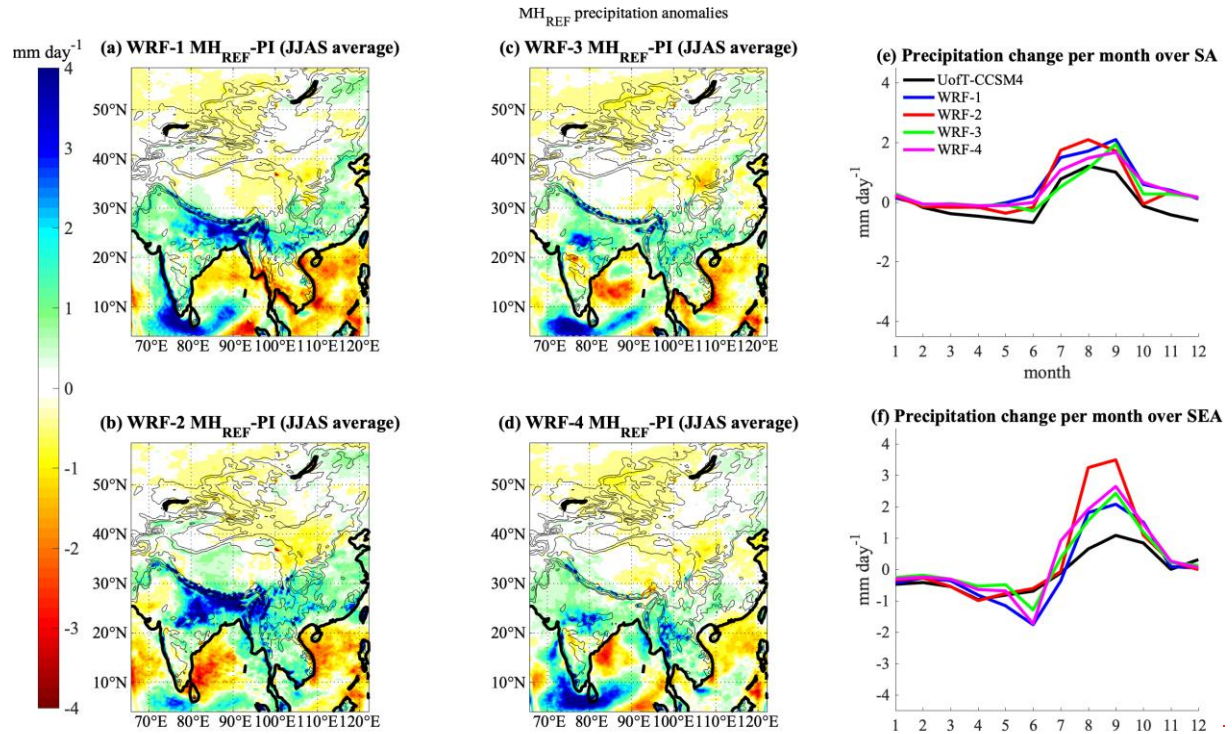 MH_REF precipitation anomalies
mm day⁻¹
4
3
2
1
0
-1
-2
-3
-4
(a) WRF-1 MH_REF-PI (JJAS average)
50°N
40°N
30°N
20°N
10°N
70°E 80°E 90°E 100°E 110°E 120°E
(c) WRF-3 MH_REF-PI (JJAS average)
50°N
40°N
30°N
20°N
10°N
70°E 80°E 90°E 100°E 110°E 120°E
(e) Precipitation change per month over SA
UofT-CCSM4
WRF-1
WRF-2
WRF-3
WRF-4
mm day⁻¹
4
2
0
-2
-4
1 2 3 4 5 6 7 8 9 10 11 12
month
(b) WRF-2 MH_REF-PI (JJAS average)
50°N
40°N
30°N
20°N
10°N
70°E 80°E 90°E 100°E 110°E 120°E
(d) WRF-4 MH_REF-PI (JJAS average)
50°N
40°N
30°N
20°N
10°N
70°E 80°E 90°E 100°E 110°E 120°E
(f) Precipitation change per month over SEA
mm day⁻¹
4
3
2
1
0
-1
-2
-3
-4
1 2 3 4 5 6 7 8 9 10 11 12